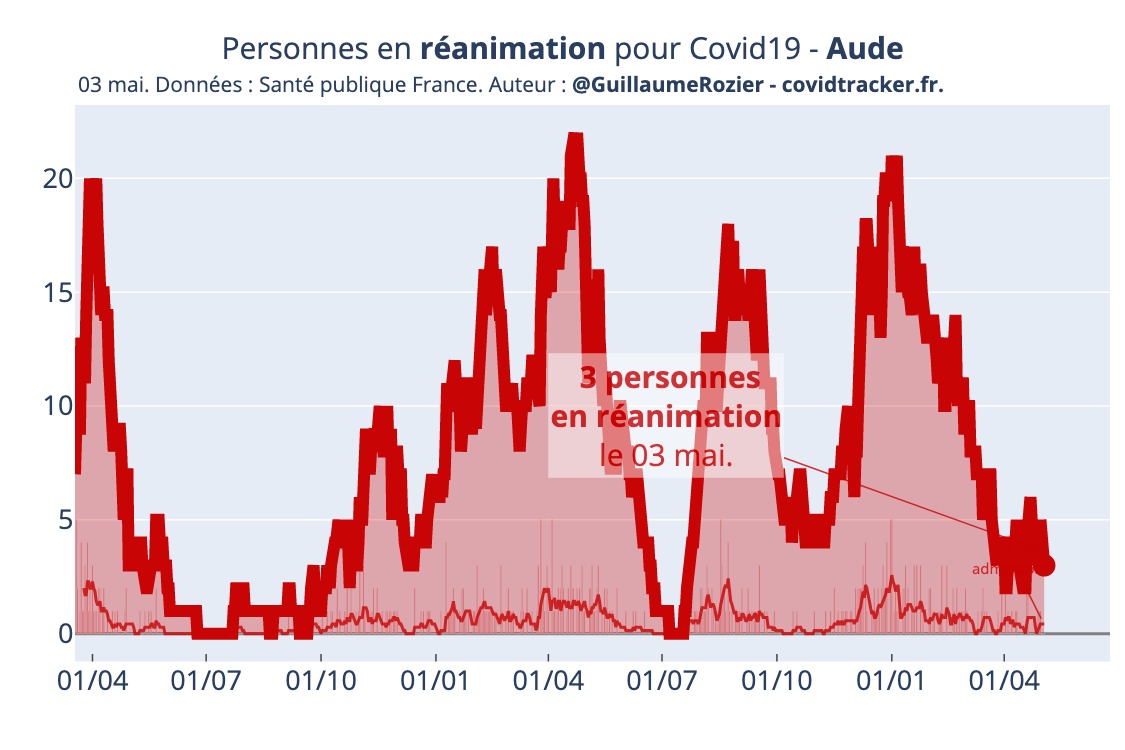 Personnes en réanimation pour Covid19 - Aude
03 mai. Données : Santé publique France. Auteur : @GuillaumeRozier - covidtracker.fr.
20
15
10
5
0
3 personnes
en réanimation
le 03 mai.
01/04 01/07 01/10 01/01 01/04 01/07 01/10 01/01 01/04